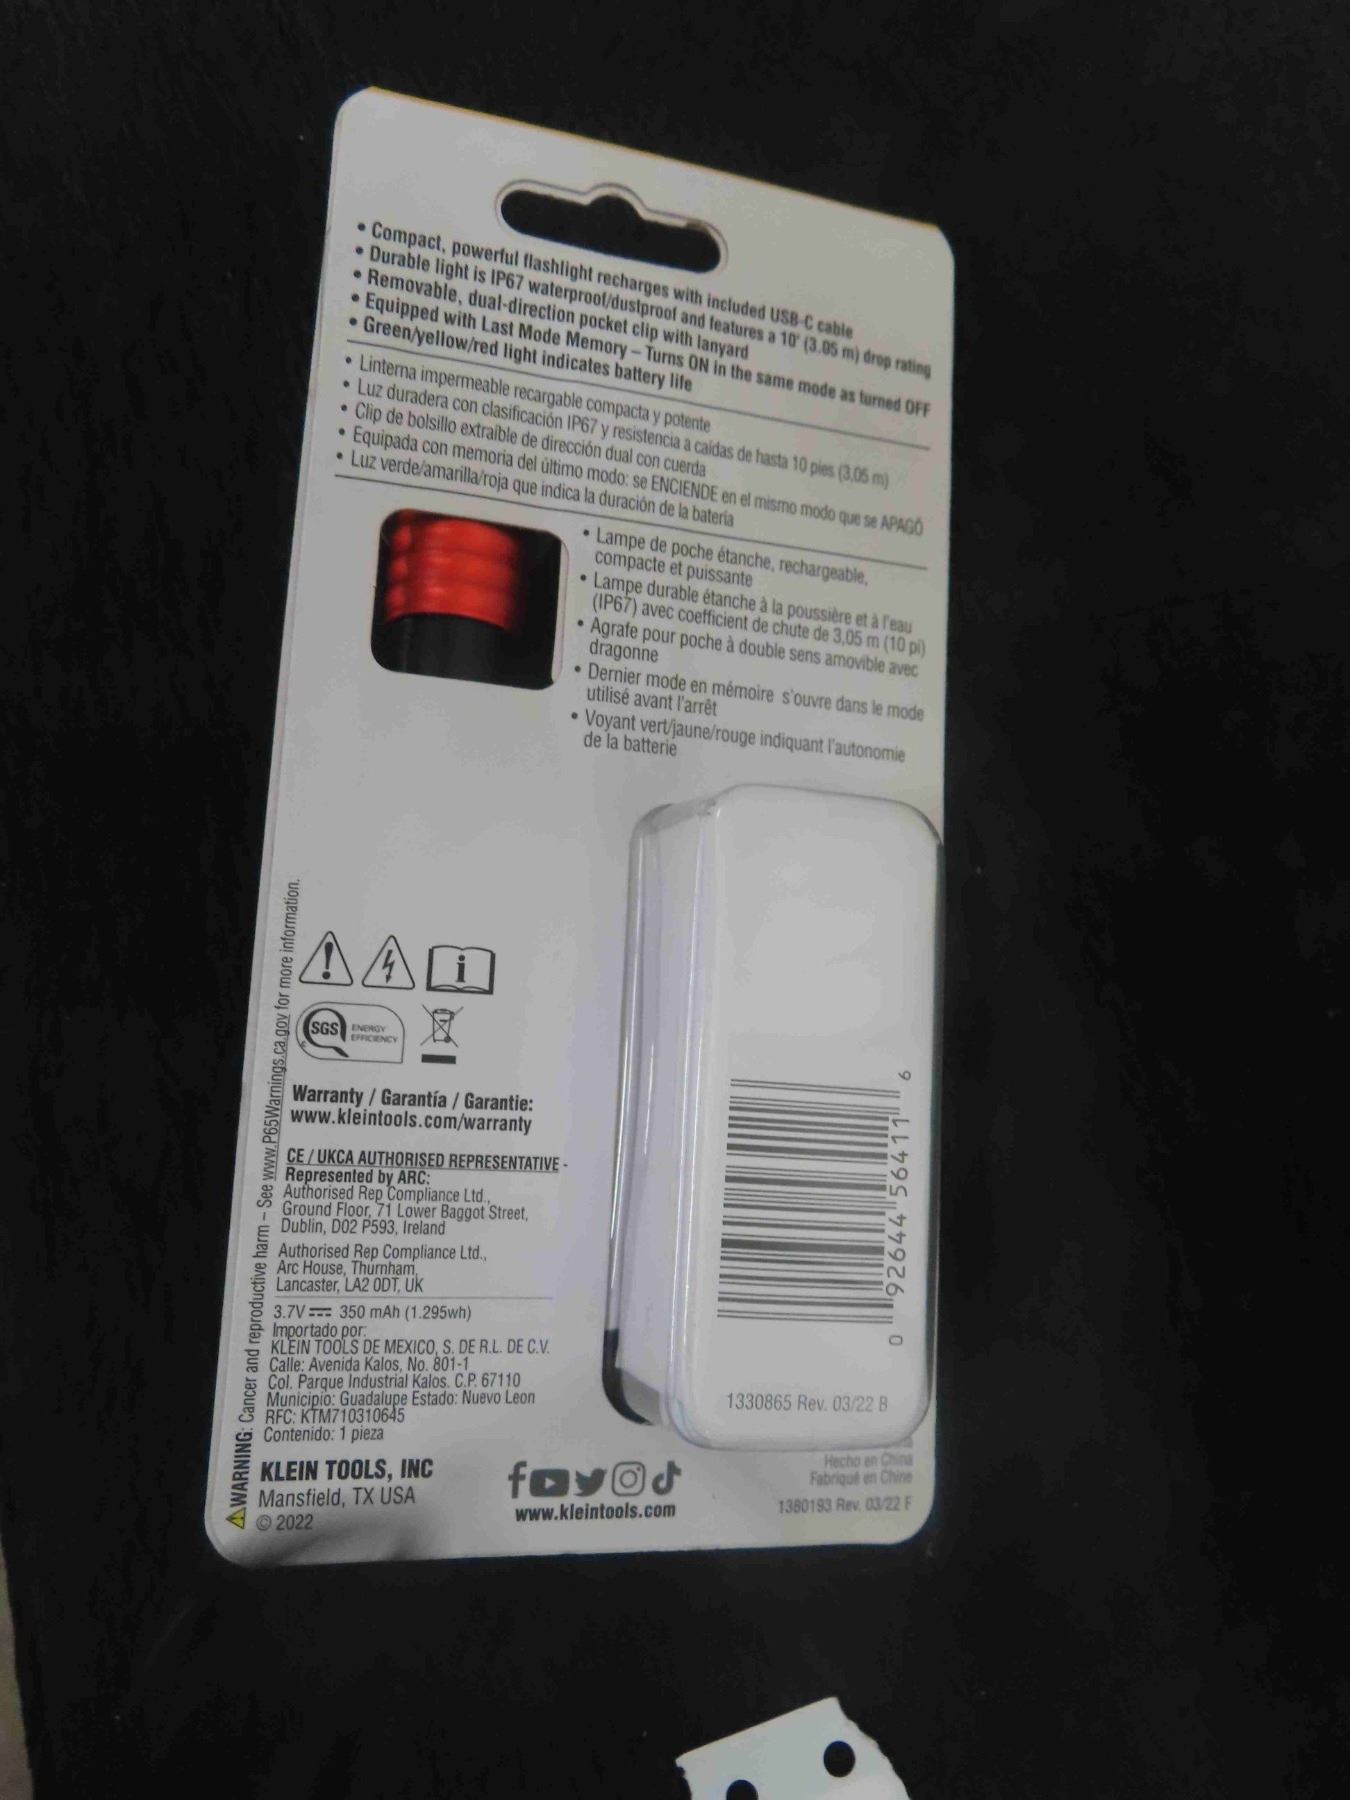 • Compact, powerful flashlight recharges with included USB-C cable
• Durable light is IP67 waterproof/dustproof and features a 10' (3.05 m) drop rating
• Removable, dual-direction pocket clip with lanyard
• Equipped with Last Mode Memory – Turns ON in the same mode as turned OFF
• Green/yellow/red light indicates battery life
• Linterna impermeable recargable compacta y potente
• Luz duradera con clasificación IP67 y resistencia a caídas de hasta 10 pies (3,05 m)
• Clip de bolsillo extraíble de dirección dual con cuerda
• Equipada con memoria del último modo: se ENCIENDE en el mismo modo que se APAGÓ
• Luz verde/amarilla/roja que indica la duración de la batería
• Lampe de poche étanche, rechargeable,
compacte et puissante
• Lampe durable étanche à la poussière et à l'eau
(IP67) avec coefficient de chute de 3,05 m (10 pi)
• Agrafe pour poche à double sens amovible avec
dragonne
• Dernier mode en mémoire s'ouvre dans le mode
utilisé avant l'arrêt
• Voyant vert/jaune/rouge indiquant l'autonomie
de la batterie
WARNING: Cancer and reproductive harm – See www.P65Warnings.ca.gov for more information.
SGS ENERGY
EFFICIENCY
Warranty / Garantía / Garantie:
www.kleintools.com/warranty
CE / UKCA AUTHORISED REPRESENTATIVE -
Represented by ARC:
Authorised Rep Compliance Ltd.,
Ground Floor, 71 Lower Baggot Street,
Dublin, D02 P593, Ireland
Authorised Rep Compliance Ltd.,
Arc House, Thurnham,
Lancaster, LA2 0DT, UK
3.7V 350 mAh (1.295wh)
Importado por:
KLEIN TOOLS DE MEXICO, S. DE R.L. DE C.V.
Calle: Avenida Kalos, No. 801-1
Col. Parque Industrial Kalos. C.P. 67110
Municipio: Guadalupe Estado: Nuevo Leon
RFC: KTM710310645
Contenido: 1 pieza
KLEIN TOOLS, INC
Mansfield, TX USA
© 2022
www.kleintools.com
0 92644 56411 6
1330865 Rev. 03/22 B
Hecho en China
Fabriqué en Chine
1380193 Rev. 03/22 F